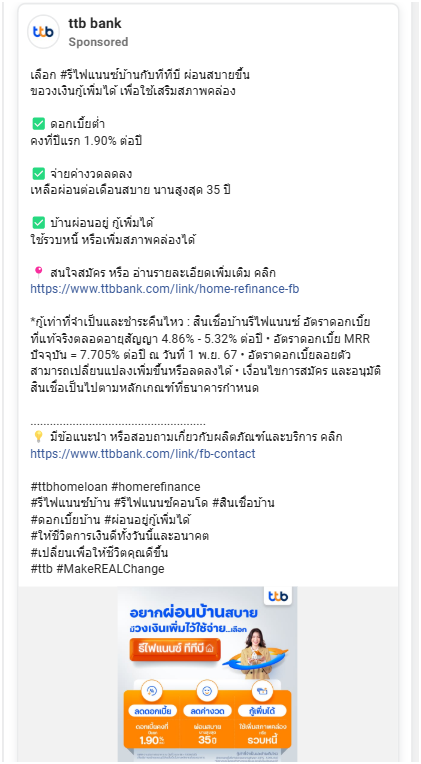 ttb
ttb bank
Sponsored
เลือก #รีไฟแนนซ์บ้านกับทีทีบี ผ่อนสบายขึ้น
ขอวงเงินกู้เพิ่มได้ เพื่อใช้เสริมสภาพคล่อง
✅ ดอกเบี้ยต่ำ
คงที่ปีแรก 1.90% ต่อปี
✅ จ่ายค่างวดลดลง
เหลือผ่อนต่อเดือนสบาย นานสูงสุด 35 ปี
✅ บ้านผ่อนอยู่ กู้เพิ่มได้
ใช้รวบหนี้ หรือเพิ่มสภาพคล่องได้
📍 สนใจสมัคร หรือ อ่านรายละเอียดเพิ่มเติม คลิก
https://www.ttbbank.com/link/home-refinance-fb
*กู้เท่าที่จำเป็นและชำระคืนไหว : สินเชื่อบ้านรีไฟแนนซ์ อัตราดอกเบี้ย
ที่แท้จริงตลอดอายุสัญญา 4.86% - 5.32% ต่อปี • อัตราดอกเบี้ย MRR
ปัจจุบัน = 7.705% ต่อปี ณ วันที่ 1 พ.ย. 67 • อัตราดอกเบี้ยลอยตัว
สามารถเปลี่ยนแปลงเพิ่มขึ้นหรือลดลงได้ • เงื่อนไขการสมัคร และอนุมัติ
สินเชื่อเป็นไปตามหลักเกณฑ์ที่ธนาคารกำหนด
............................................................
💡 มีข้อแนะนำ หรือสอบถามเกี่ยวกับผลิตภัณฑ์และบริการ คลิก
https://www.ttbbank.com/link/fb-contact
#ttbhomeloan #homerefinance
#รีไฟแนนซ์บ้าน #รีไฟแนนซ์คอนโด #สินเชื่อบ้าน
#ดอกเบี้ยบ้าน #ผ่อนอยู่กู้เพิ่มได้
#ให้ชีวิตการเงินดีทั้งวันนี้และอนาคต
#เปลี่ยนเพื่อให้ชีวิตคุณดีขึ้น
#ttb #MakeREALChange
ttb
อยากผ่อนบ้านสบาย
มีวงเงินเพิ่มไว้ใช้จ่าย...เลือก
รีไฟแนนซ์ ทีทีบี
ลดดอกเบี้ย ลดค่างวด กู้เพิ่มได้
ดอกเบี้ยคงที่ ผ่อนสบาย ใช้เพิ่มสภาพคล่อง
1.90% 35ปี รวบหนี้